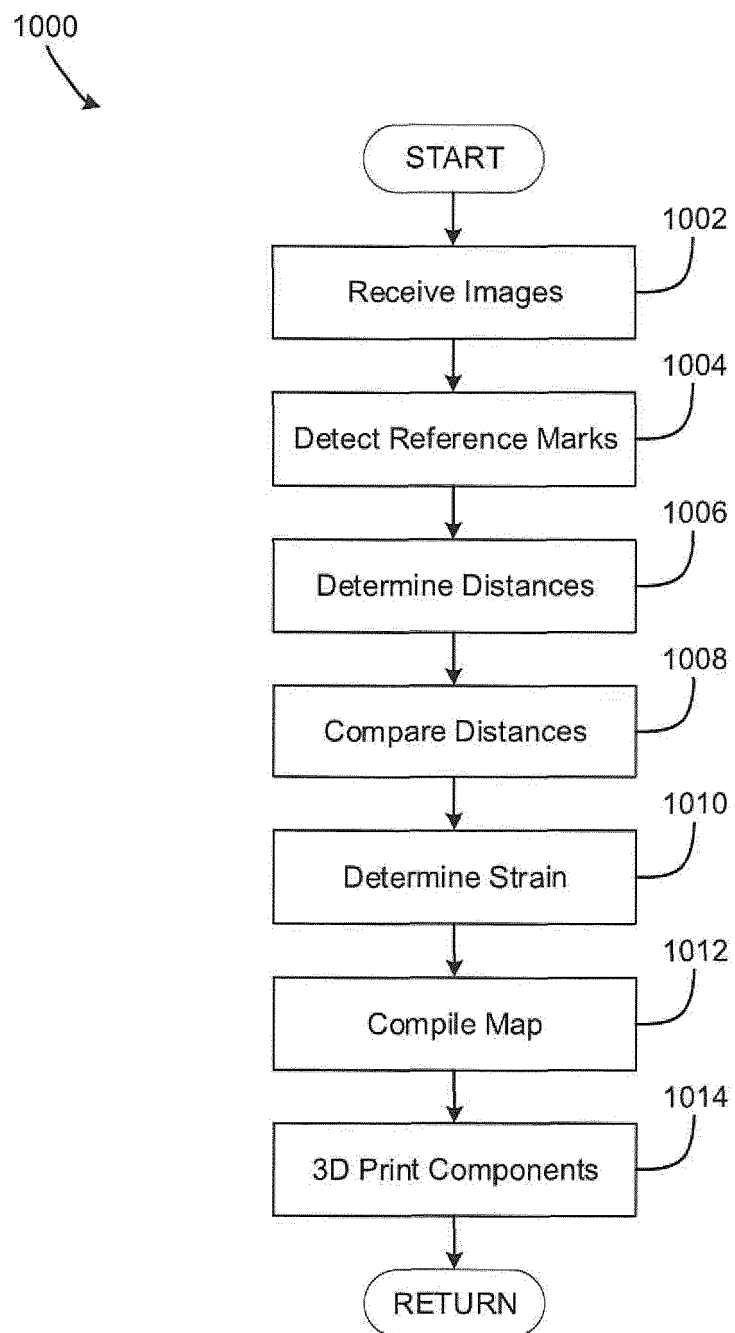 1000
START
1002
Receive Images
1004
Detect Reference Marks
1006
Determine Distances
1008
Compare Distances
1010
Determine Strain
1012
Compile Map
1014
3D Print Components
RETURN